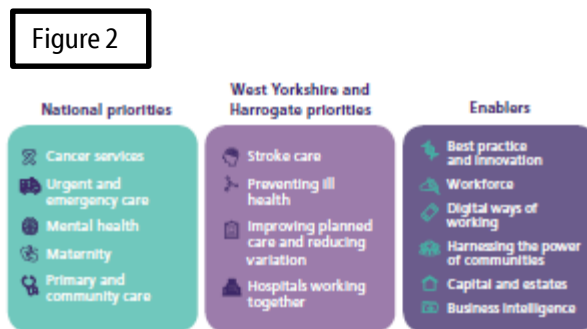 Figure 2
National priorities
Cancer services
Urgent and
emergency care
Mental health
Maternity
Primary and
community care
West Yorkshire and
Harrogate priorities
Stroke care
Preventing ill
health
Improving planned
care and reducing
variation
Hospitals working
together
Enablers
Best practice
and innovation
Workforce
Digital ways of
working
Harnessing the power
of communities
Capital and estates
Business intelligence